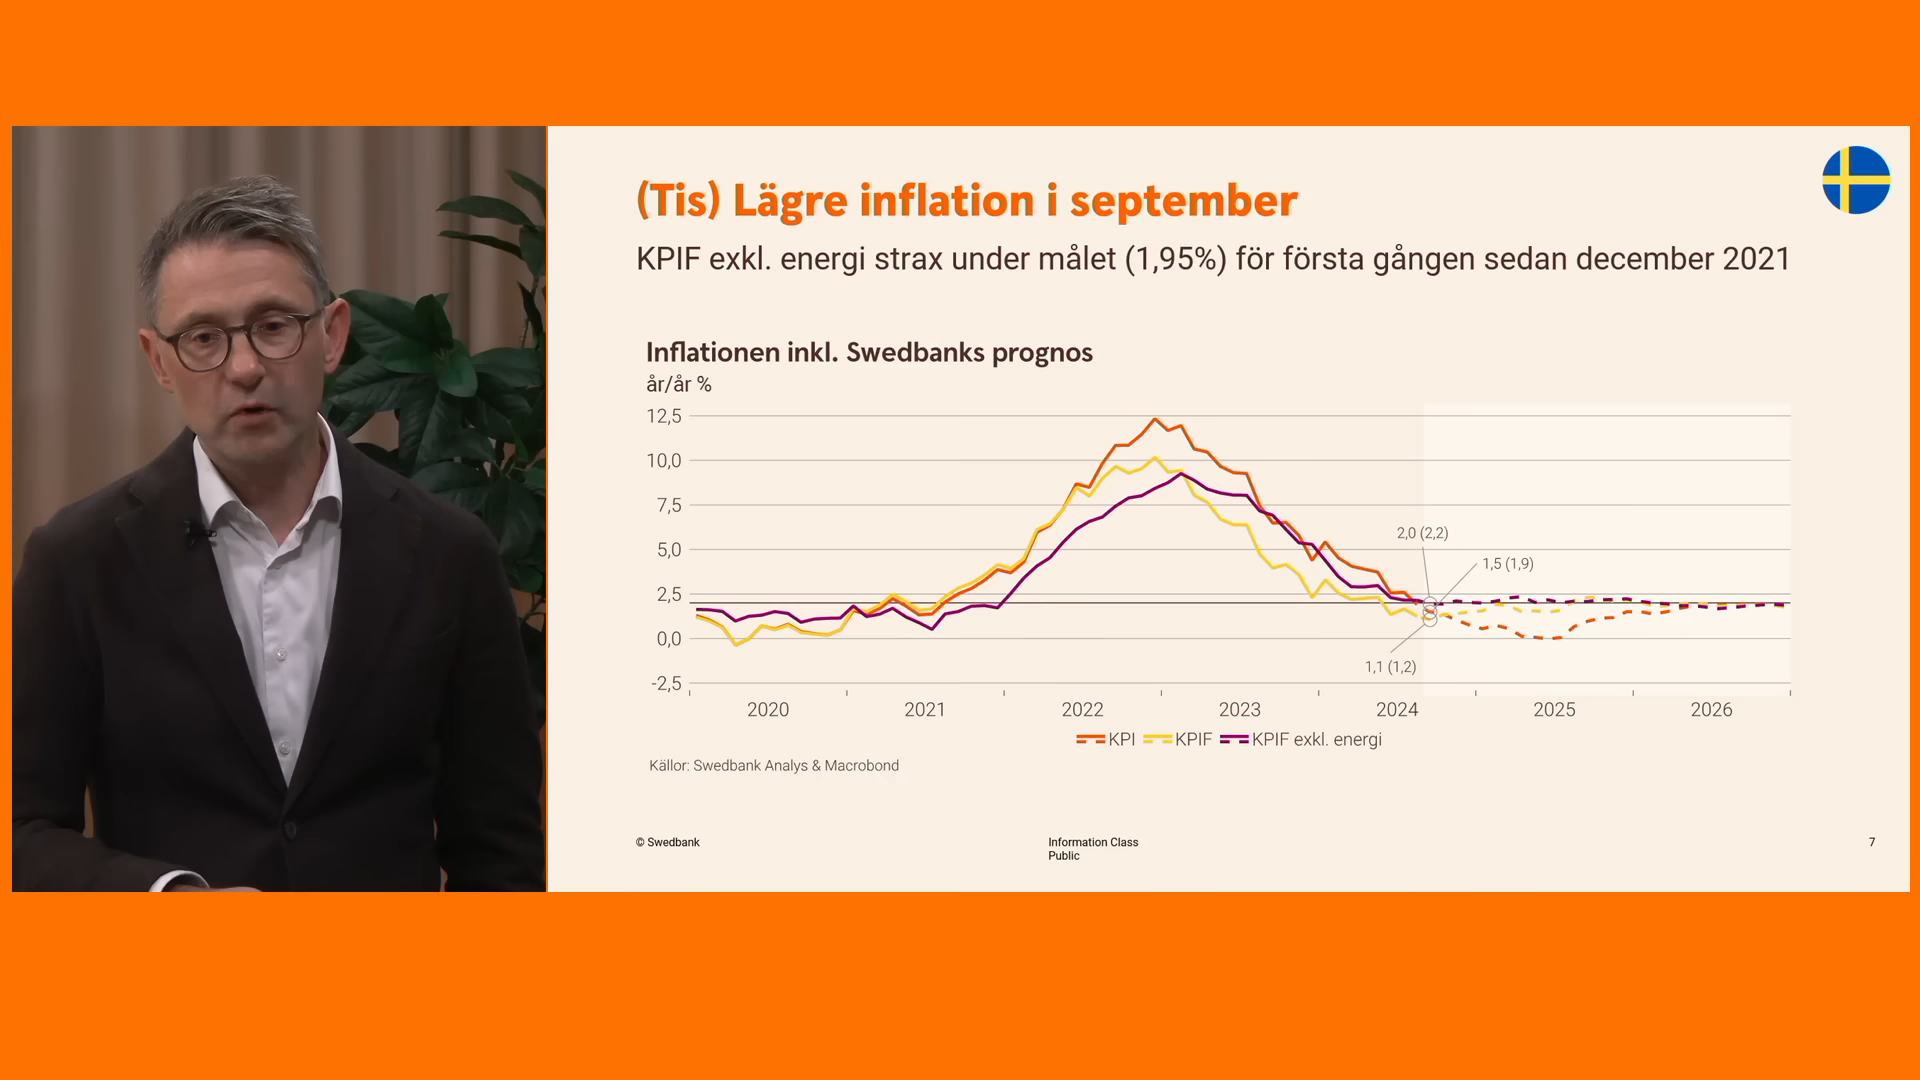 (Tis) Lägre inflation i september
KPIF exkl. energi strax under målet (1,95%) för första gången sedan december 2021
Inflationen inkl. Swedbanks prognos
år/år %
12,5
10,0
7,5
5,0
2,5
0,0
-2,5
2,0 (2,2)
1,5 (1,9)
1,1 (1,2)
2020 2021 2022 2023 2024 2025 2026
KPI KPIF KPIF exkl. energi
Källor: Swedbank Analys & Macrobond
© Swedbank
Information Class
Public
7